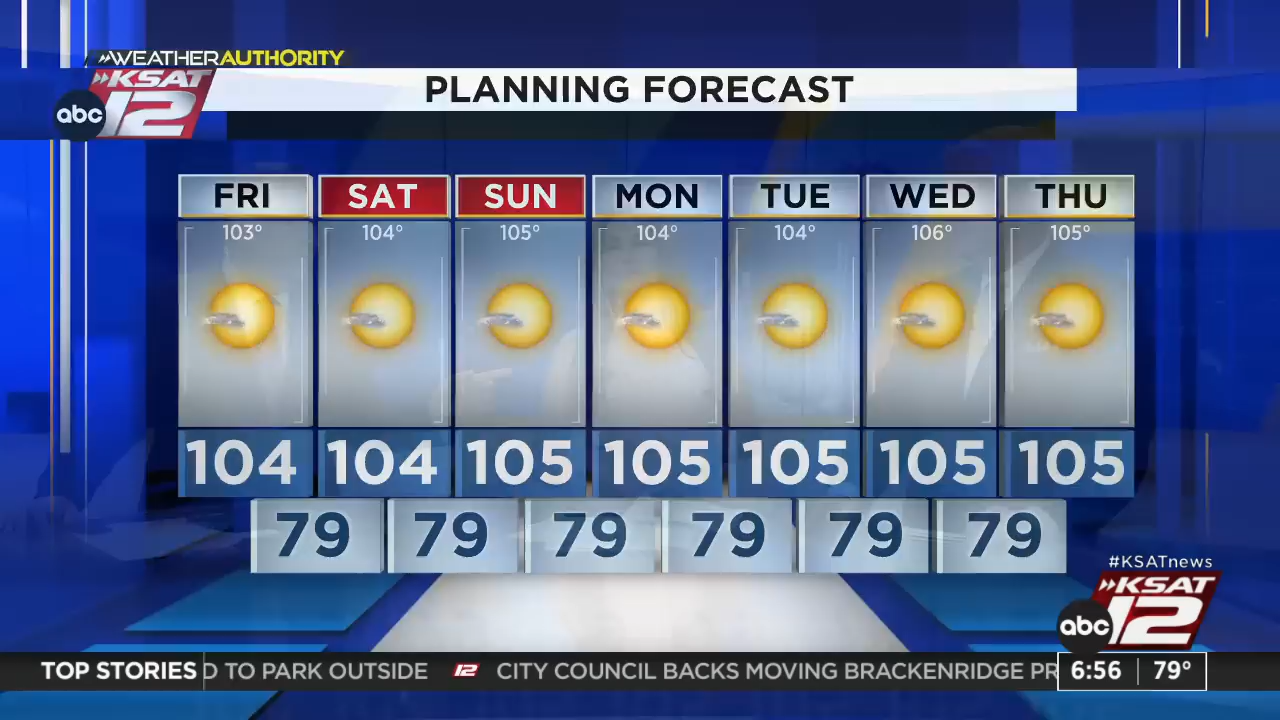 WEATHERAUTHORITY
KSAT
abc 12
PLANNING FORECAST
FRI SAT SUN MON TUE WED THU
103° 104° 105° 104° 104° 106° 105°
104 104 105 105 105 105 105
79 79 79 79 79 79
#KSATnews
KSAT
abc 12
TOP STORIES D TO PARK OUTSIDE 12 CITY COUNCIL BACKS MOVING BRACKENRIDGE PR 6:56 79°